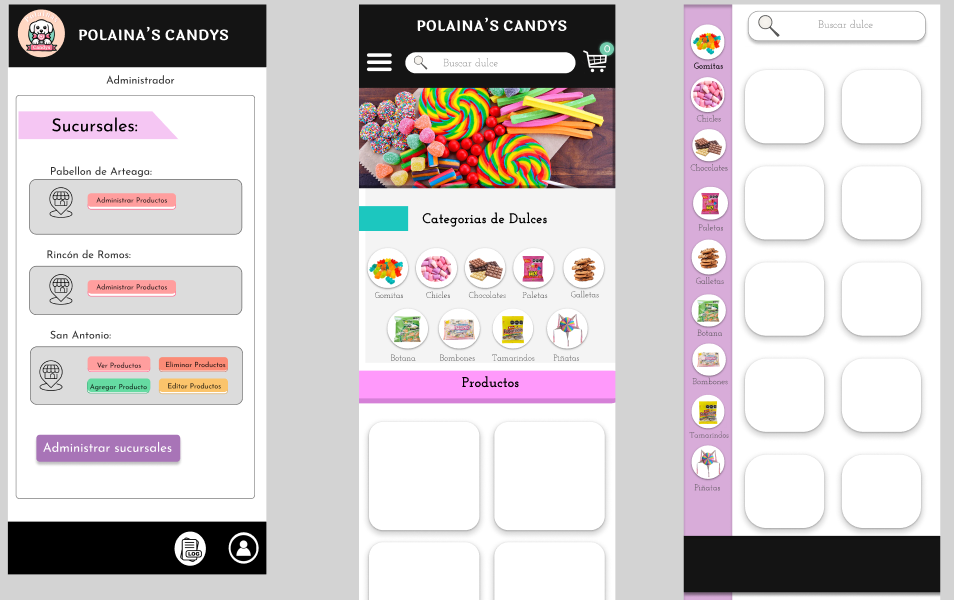 Candys
POLAINA'S CANDYS
Administrador
Sucursales:
Pabellon de Arteaga:
Administrar Productos
Rincón de Romos:
Administrar Productos
San Antonio:
Ver Productos
Eliminar Productos
Agregar Producto
Editar Productos
Administrar sucursales
LOG
POLAINA'S CANDYS
Buscar dulce
0
Categorias de Dulces
Gomitas
Chicles
Chocolates
Paletas
Galletas
Botana
Bombones
Tamarindos
Piñatas
Productos
Buscar dulce
Gomitas
Chicles
Chocolates
Paletas
Galletas
Botana
Bombones
Tamarindos
Piñatas